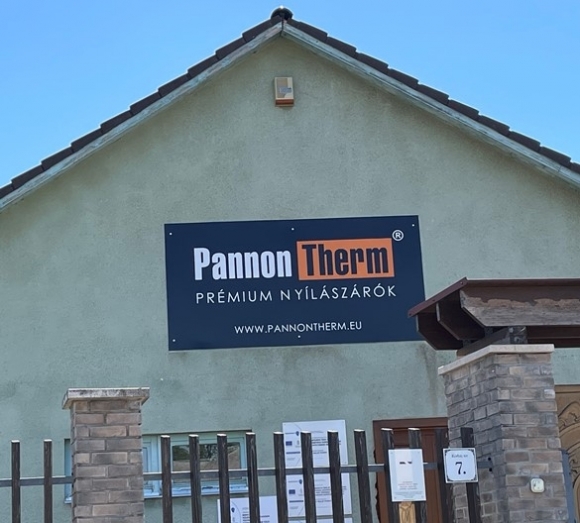 Pannon Therm®
PRÉMIUM NYÍLÁSZÁRÓK
WWW.PANNONTHERM.EU
7.